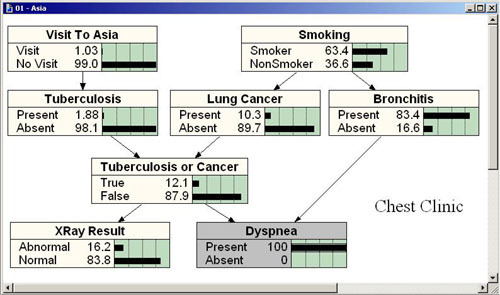 01 - Asia
Visit To Asia
Visit 1.03
No Visit 99.0
Smoking
Smoker 63.4
NonSmoker 36.6
Tuberculosis
Present 1.88
Absent 98.1
Lung Cancer
Present 10.3
Absent 89.7
Bronchitis
Present 83.4
Absent 16.6
Tuberculosis or Cancer
True 12.1
False 87.9
Chest Clinic
XRay Result
Abnormal 16.2
Normal 83.8
Dyspnea
Present 100
Absent 0